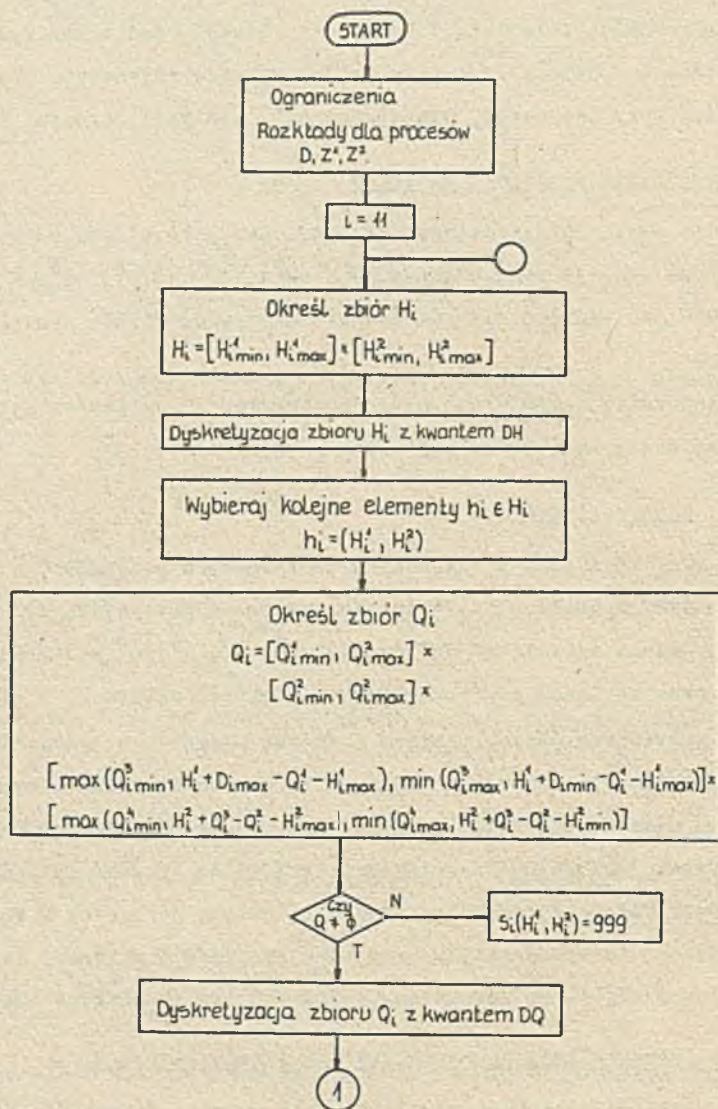 START
Ograniczenia
Rozkłady dla procesów
D, Z¹, Z².
i = 11
Określ zbiór Hᵢ
Hᵢ = [H¹ᵢmin, H¹ᵢmax] × [H²ᵢmin, H²ᵢmax]
Dyskretyzacja zbioru Hᵢ z kwantem DH
Wybieraj kolejne elementy hᵢ ∈ Hᵢ
hᵢ = (H¹ᵢ, H²ᵢ)
Określ zbiór Qᵢ
Qᵢ = [Q¹ᵢmin, Q²ᵢmax] ×
[Q²ᵢmin, Q²ᵢmax] ×
[max (Q³ᵢmin, H¹ᵢ + Dᵢmax − Q¹ᵢ − H¹ᵢmax), min (Q³ᵢmax, H¹ᵢ + Dᵢmin − Q¹ᵢ − H¹ᵢmax)] ×
[max (Q⁴ᵢmin, H²ᵢ + Q³ᵢ − Q²ᵢ − H²ᵢmax), min (Q⁴ᵢmax, H²ᵢ + Q³ᵢ − Q²ᵢ − H²ᵢmin)]
Czy
Q ≠ ϕ
N
Sᵢ(H¹ᵢ, H²ᵢ) = 999
T
Dyskretyzacja zbioru Qᵢ z kwantem DQ
1